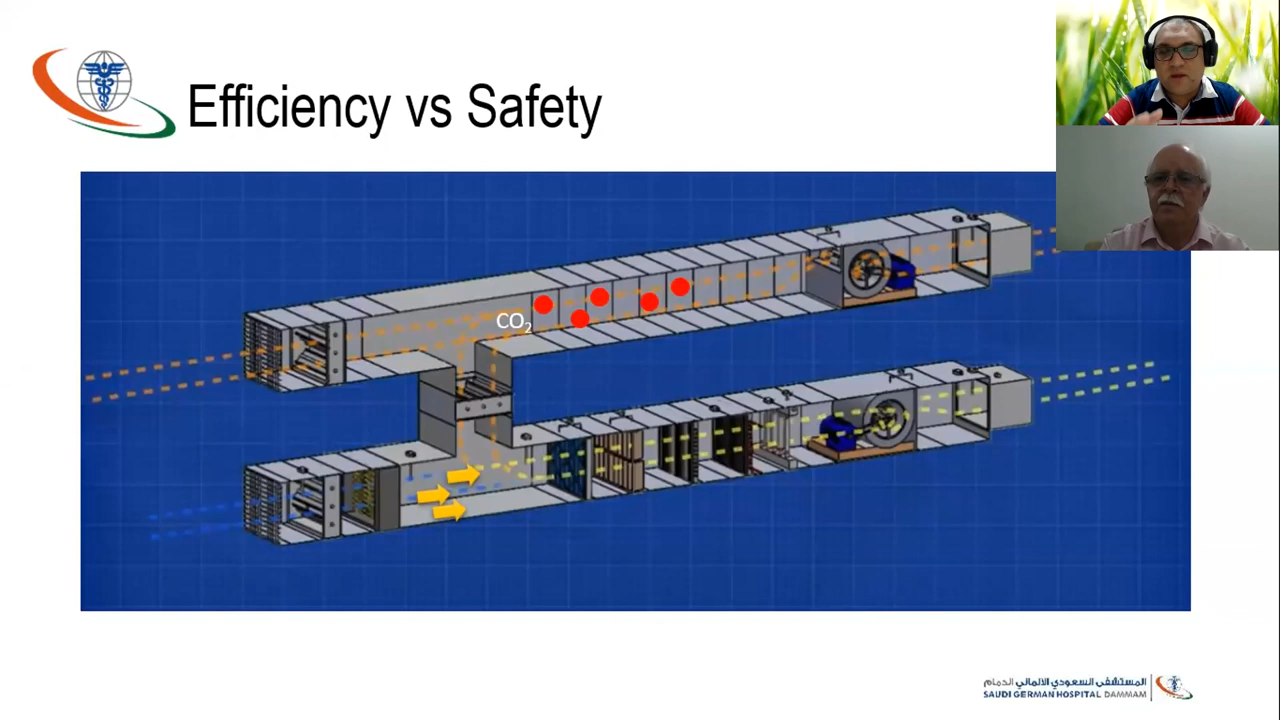 Efficiency vs Safety
CO₂
المستشفى السعودي الألماني الدمام
SAUDI GERMAN HOSPITAL DAMMAM